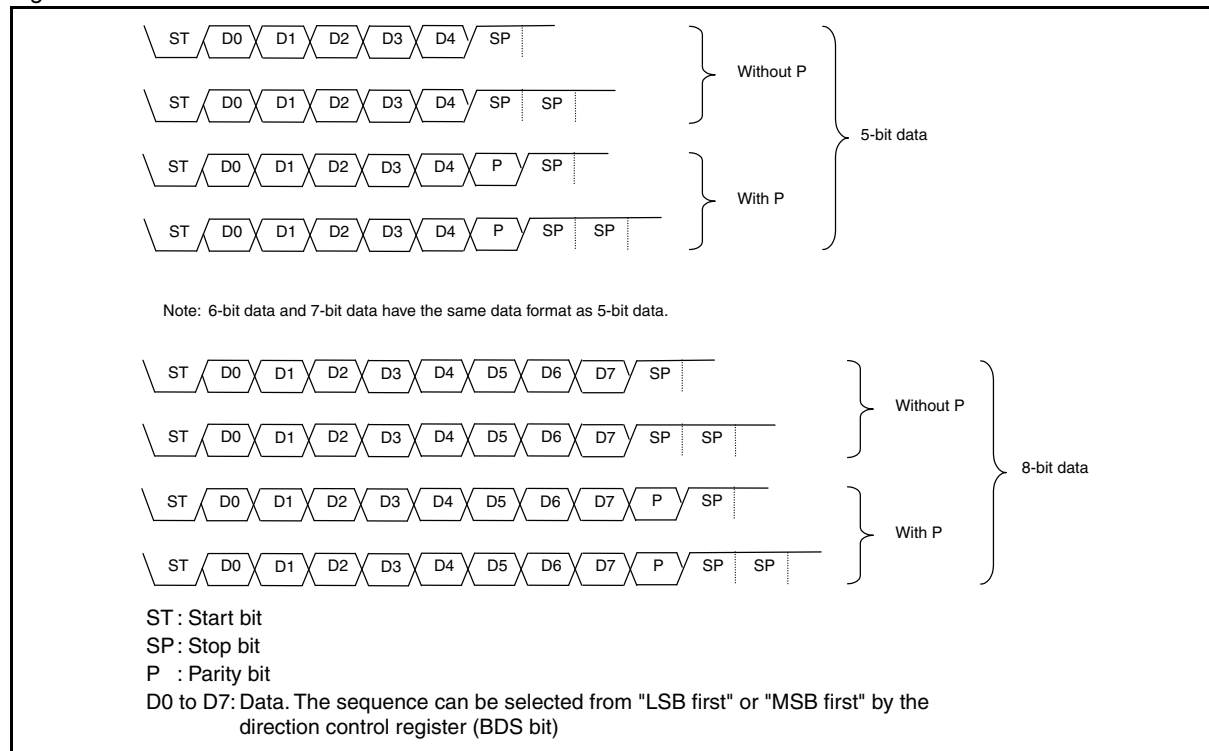 ST D0 D1 D2 D3 D4 SP
Without P
ST D0 D1 D2 D3 D4 SP SP
5-bit data
ST D0 D1 D2 D3 D4 P SP
With P
ST D0 D1 D2 D3 D4 P SP SP
Note: 6-bit data and 7-bit data have the same data format as 5-bit data.
ST D0 D1 D2 D3 D4 D5 D6 D7 SP
Without P
ST D0 D1 D2 D3 D4 D5 D6 D7 SP SP
8-bit data
ST D0 D1 D2 D3 D4 D5 D6 D7 P SP
With P
ST D0 D1 D2 D3 D4 D5 D6 D7 P SP SP
ST : Start bit
SP : Stop bit
P : Parity bit
D0 to D7: Data. The sequence can be selected from "LSB first" or "MSB first" by the
direction control register (BDS bit)